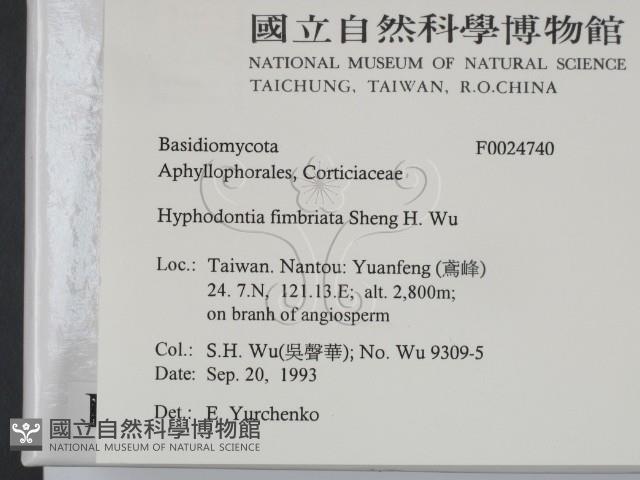 國立自然科學博物館
NATIONAL MUSEUM OF NATURAL SCIENCE
TAICHUNG, TAIWAN, R.O.CHINA
Basidiomycota F0024740
Aphyllophorales, Corticiaceae
Hyphodontia fimbriata Sheng H. Wu
Loc.: Taiwan. Nantou: Yuanfeng (鳶峰)
24. 7.N, 121.13.E; alt. 2,800m;
on branh of angiosperm
Col.: S.H. Wu(吳聲華); No. Wu 9309-5
Date: Sep. 20, 1993
Det.: E. Yurchenko
國立自然科學博物館
NATIONAL MUSEUM OF NATURAL SCIENCE